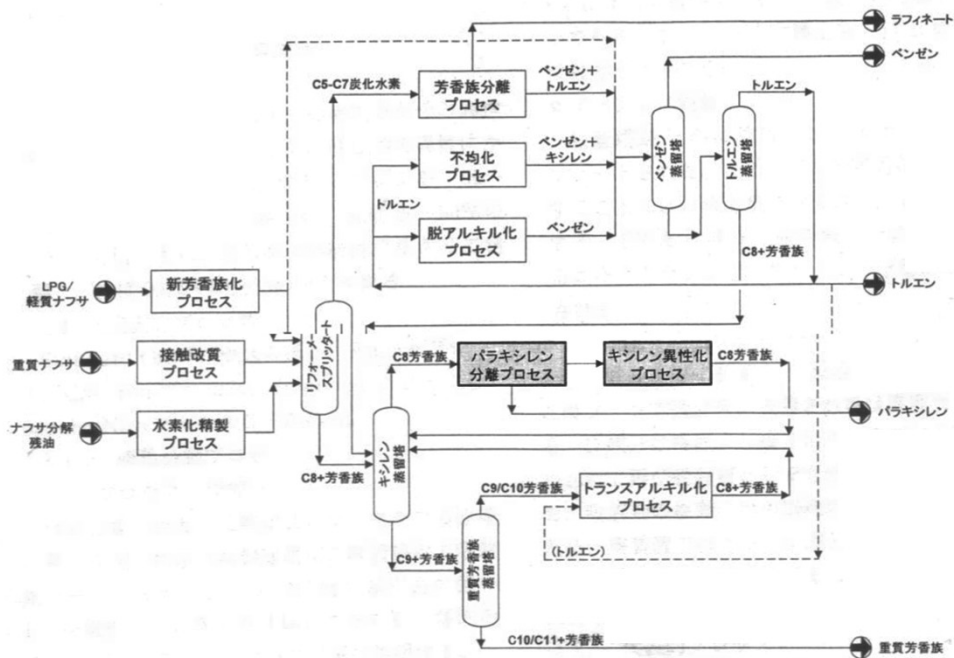 ラフィネート
ベンゼン
C5-C7炭化水素
芳香族分離
プロセス
ベンゼン+
トルエン
トルエン
ベンゼン
蒸留塔
トルエン
蒸留塔
不均化
プロセス
ベンゼン+
キシレン
トルエン
脱アルキル化
プロセス
ベンゼン
C8+芳香族
LPG/
軽質ナフサ
新芳香族化
プロセス
トルエン
重質ナフサ
接触改質
プロセス
リフォーメー
トスプリッター
C8芳香族
パラキシレン
分離プロセス
キシレン異性化
プロセス
C8芳香族
パラキシレン
ナフサ分解
残油
水素化精製
プロセス
キシレン
蒸留塔
C8+芳香族
C9/C10芳香族
トランスアルキル化
プロセス
C8+芳香族
(トルエン)
C9+芳香族
重質芳香族
蒸留塔
C10/C11+芳香族
重質芳香族